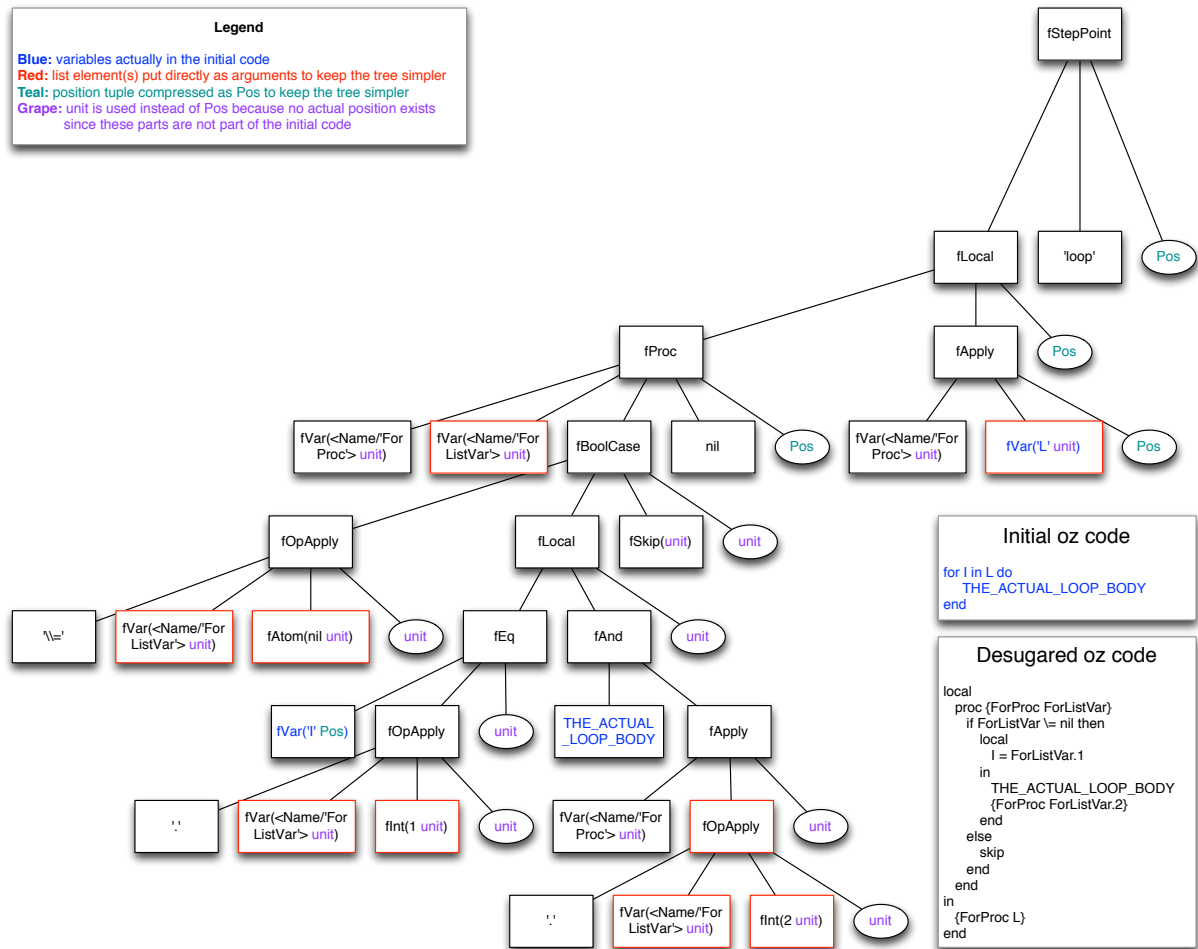 Legend
Blue: variables actually in the initial code
Red: list element(s) put directly as arguments to keep the tree simpler
Teal: position tuple compressed as Pos to keep the tree simpler
Grape: unit is used instead of Pos because no actual position exists
since these parts are not part of the initial code
fStepPoint
fLocal
'loop'
Pos
fProc
fApply
Pos
fVar(<Name/'For
Proc'> unit)
fVar(<Name/'For
ListVar'> unit)
fBoolCase
nil
Pos
fVar(<Name/'For
Proc'> unit)
fVar('L' unit)
Pos
fOpApply
fLocal
fSkip(unit)
unit
'\\='
fVar(<Name/'For
ListVar'> unit)
fAtom(nil unit)
unit
fEq
fAnd
unit
fVar('I' Pos)
fOpApply
unit
THE_ACTUAL
_LOOP_BODY
fApply
'.'
fVar(<Name/'For
ListVar'> unit)
fInt(1 unit)
unit
fVar(<Name/'For
Proc'> unit)
fOpApply
unit
'.'
fVar(<Name/'For
ListVar'> unit)
fInt(2 unit)
unit
Initial oz code
for I in L do
THE_ACTUAL_LOOP_BODY
end
Desugared oz code
local
proc {ForProc ForListVar}
if ForListVar \= nil then
local
I = ForListVar.1
in
THE_ACTUAL_LOOP_BODY
{ForProc ForListVar.2}
end
else
skip
end
end
in
{ForProc L}
end